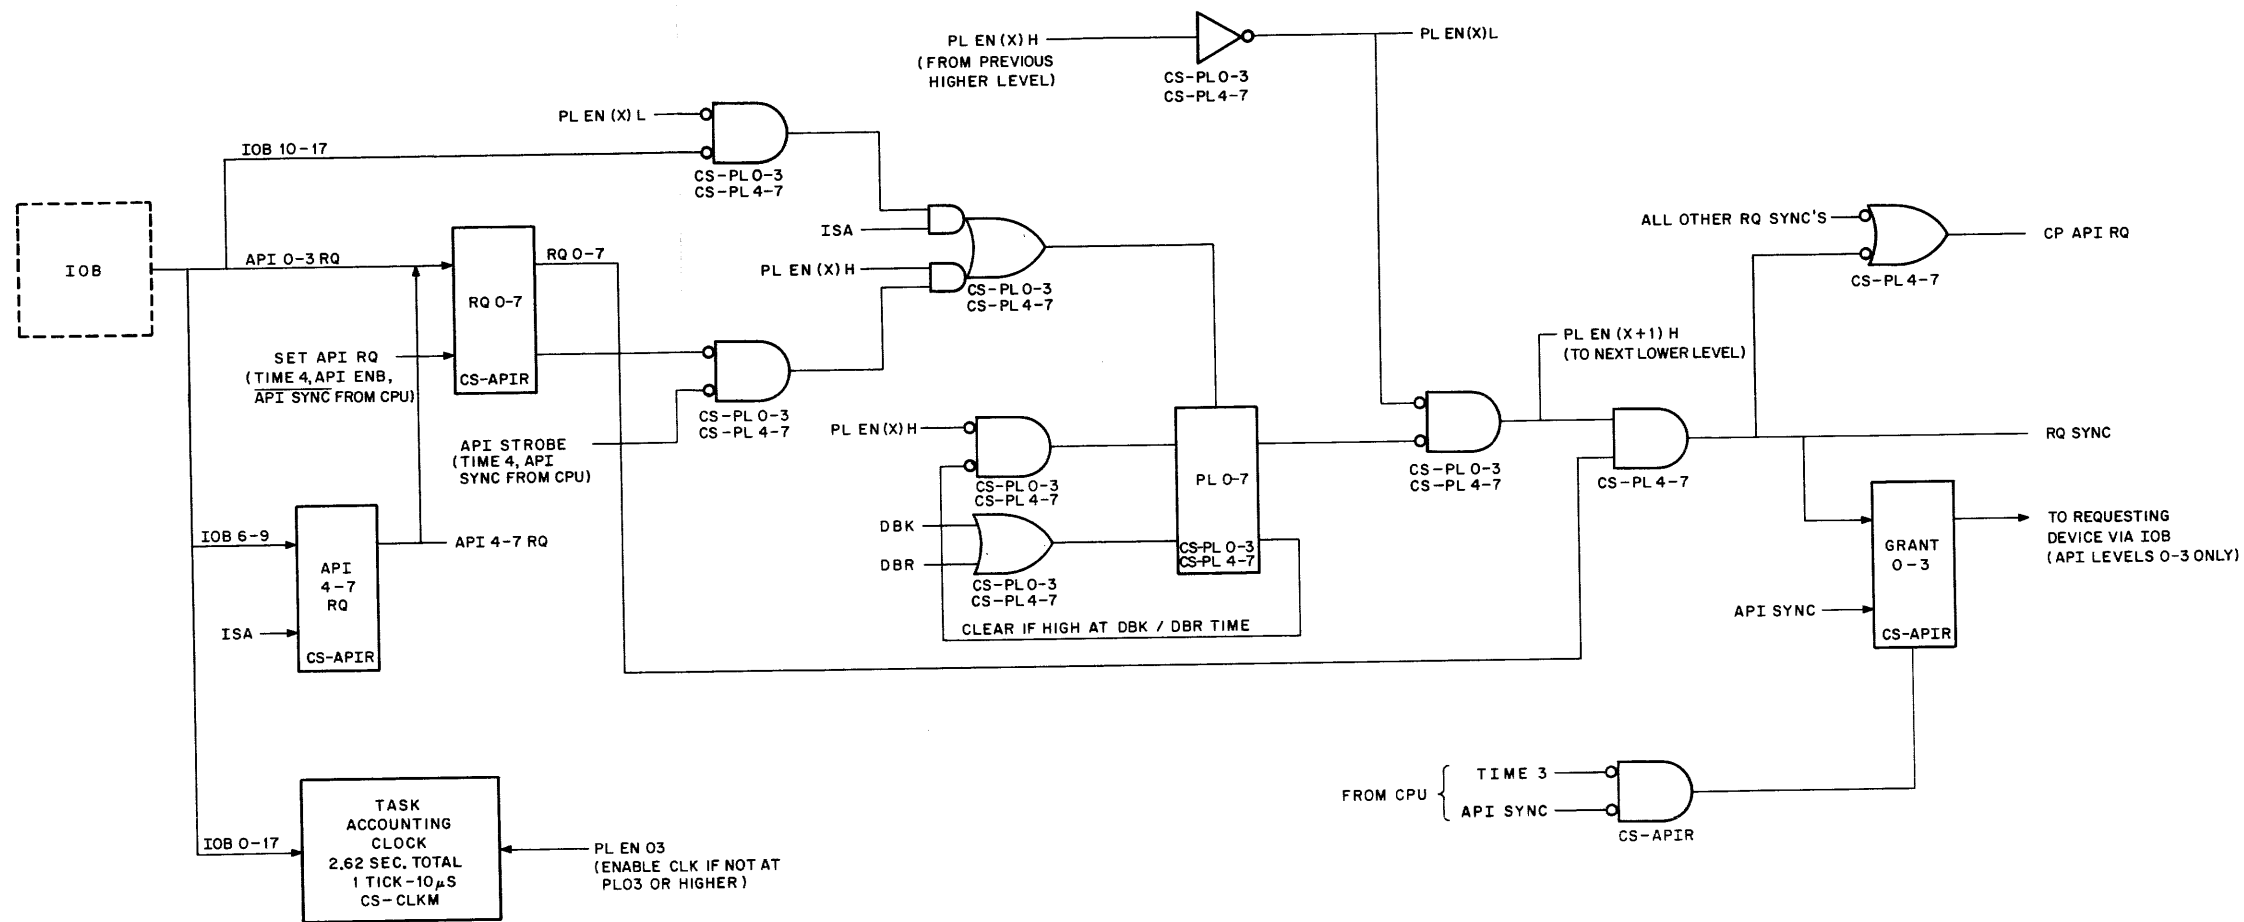 PL EN (X) H
(FROM PREVIOUS
HIGHER LEVEL)
CS-PL 0-3
CS-PL 4-7
PL EN(X)L
PL EN (X) L
IOB 10-17
CS-PL 0-3
CS-PL 4-7
IOB
API 0-3 RQ
RQ 0-7
CS-APIR
RQ 0-7
SET API RQ
(TIME 4, API ENB,
API SYNC FROM CPU)
ISA
PL EN (X) H
CS-PL 0-3
CS-PL 4-7
CS-PL 0-3
CS-PL 4-7
API STROBE
(TIME 4, API
SYNC FROM CPU)
ALL OTHER RQ SYNC'S
CS-PL 4-7
CP API RQ
PL EN (X+1) H
(TO NEXT LOWER LEVEL)
PL EN(X)H
CS-PL 0-3
CS-PL 4-7
DBK
DBR
CS-PL 0-3
CS-PL 4-7
PL 0-7
CS-PL 0-3
CS-PL 4-7
CLEAR IF HIGH AT DBK / DBR TIME
CS-PL 0-3
CS-PL 4-7
CS-PL 4-7
RQ SYNC
GRANT
0-3
CS-APIR
API SYNC
TO REQUESTING
DEVICE VIA IOB
(API LEVELS 0-3 ONLY)
IOB 6-9
API
4-7
RQ
CS-APIR
ISA
API 4-7 RQ
FROM CPU
TIME 3
API SYNC
CS-APIR
IOB 0-17
TASK
ACCOUNTING
CLOCK
2.62 SEC. TOTAL
1 TICK-10µS
CS-CLKM
PL EN 03
(ENABLE CLK IF NOT AT
PL03 OR HIGHER)